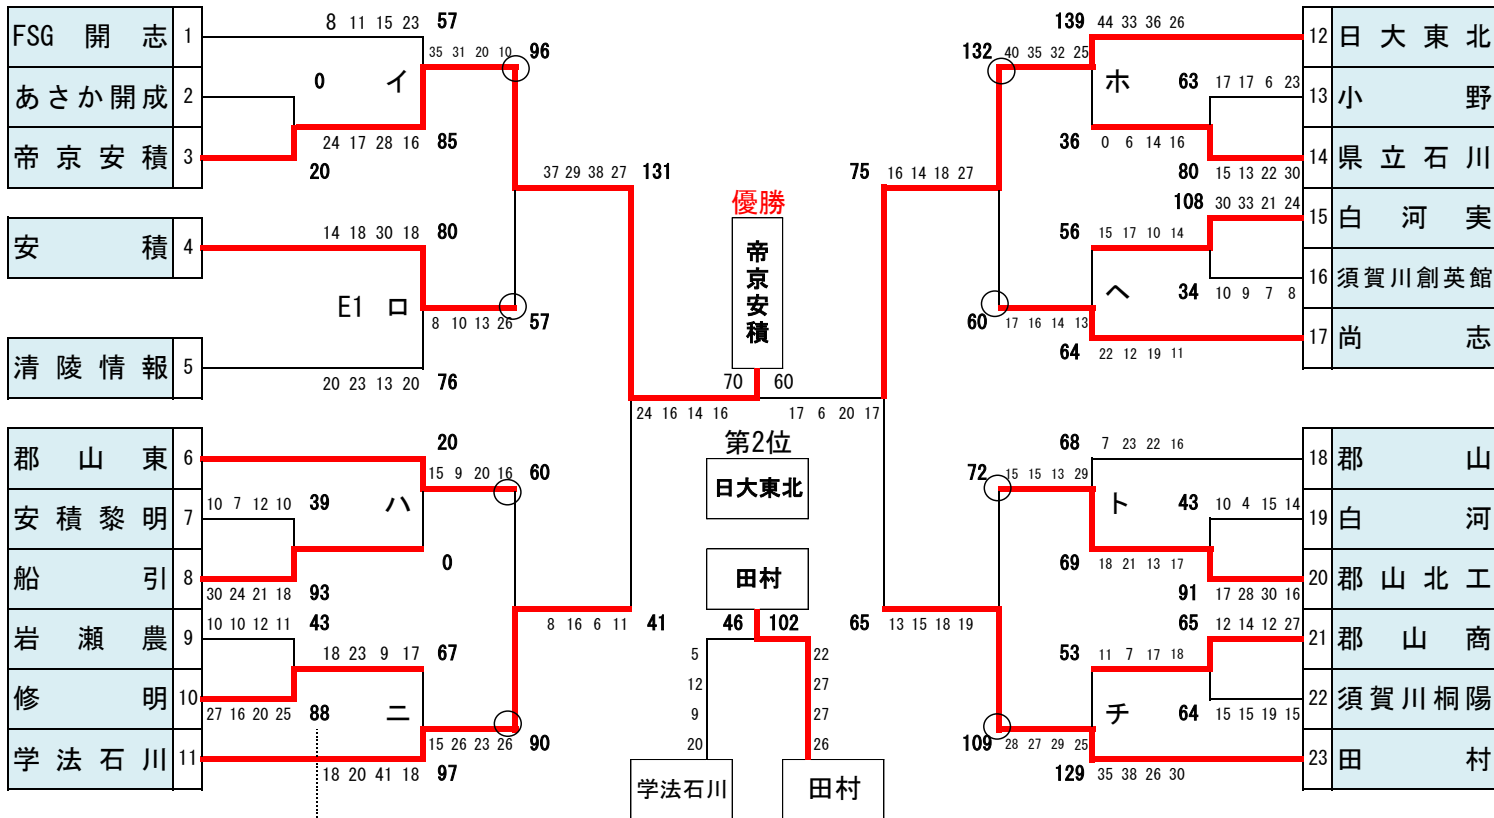 FSG 開志 1
8 11 15 23 57
35 31 20 10 96
あさか開成 2
0 イ
帝京安積 3
24 17 28 16 85
20
37 29 38 27 131
安積 4
14 18 30 18 80
E1 ロ
8 10 13 26 57
清陵情報 5
20 23 13 20 76
郡山東 6
20
15 9 20 16 60
安積黎明 7
10 7 12 10 39
ハ
船引 8
0
30 24 21 18 93
岩瀬農 9
10 10 12 11 43
8 16 6 11 41
18 23 9 17 67
修明 10
27 16 20 25 88
ニ
15 26 23 26 90
学法石川 11
18 20 41 18 97
優勝
帝京安積
70 60
24 16 14 16
17 6 20 17
第2位
日大東北
田村
46 102
5
12
9
20
22
27
27
26
学法石川
田村
139 44 33 36 26
12 日大東北
132 40 35 32 25
ホ
63 17 17 6 23
13 小野
36 0 6 14 16
14 県立石川
80 15 13 22 30
75 16 14 18 27
108 30 33 21 24
15 白河実
56 15 17 10 14
16 須賀川創英館
ヘ
34 10 9 7 8
60 17 16 14 13
17 尚志
64 22 12 19 11
68 7 23 22 16
18 郡山
72 15 15 13 29
ト
43 10 4 15 14
19 白河
69 18 21 13 17
20 郡山北工
91 17 28 30 16
65 13 15 18 19
65 12 14 12 27
21 郡山商
53 11 7 17 18
22 須賀川桐陽
チ
64 15 15 19 15
109 28 27 29 25
23 田村
129 35 38 26 30